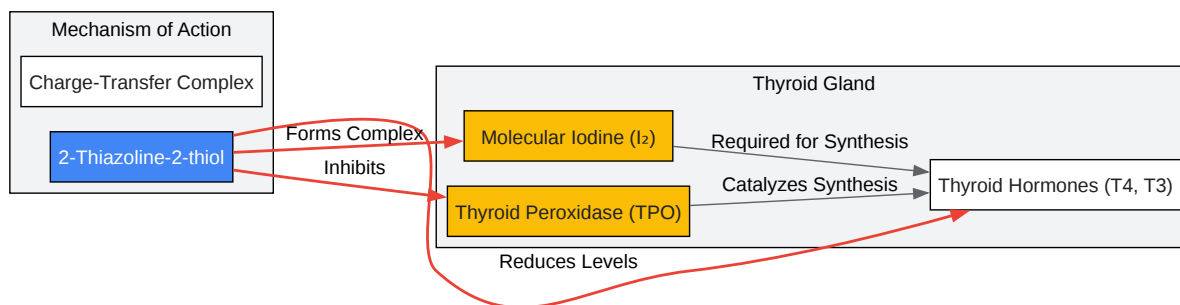 Mechanism of Action
Charge-Transfer Complex
2-Thiazoline-2-thiol
Forms Complex
Inhibits
Reduces Levels
Thyroid Gland
Molecular Iodine (I₂)
Thyroid Peroxidase (TPO)
Required for Synthesis
Catalyzes Synthesis
Thyroid Hormones (T4, T3)